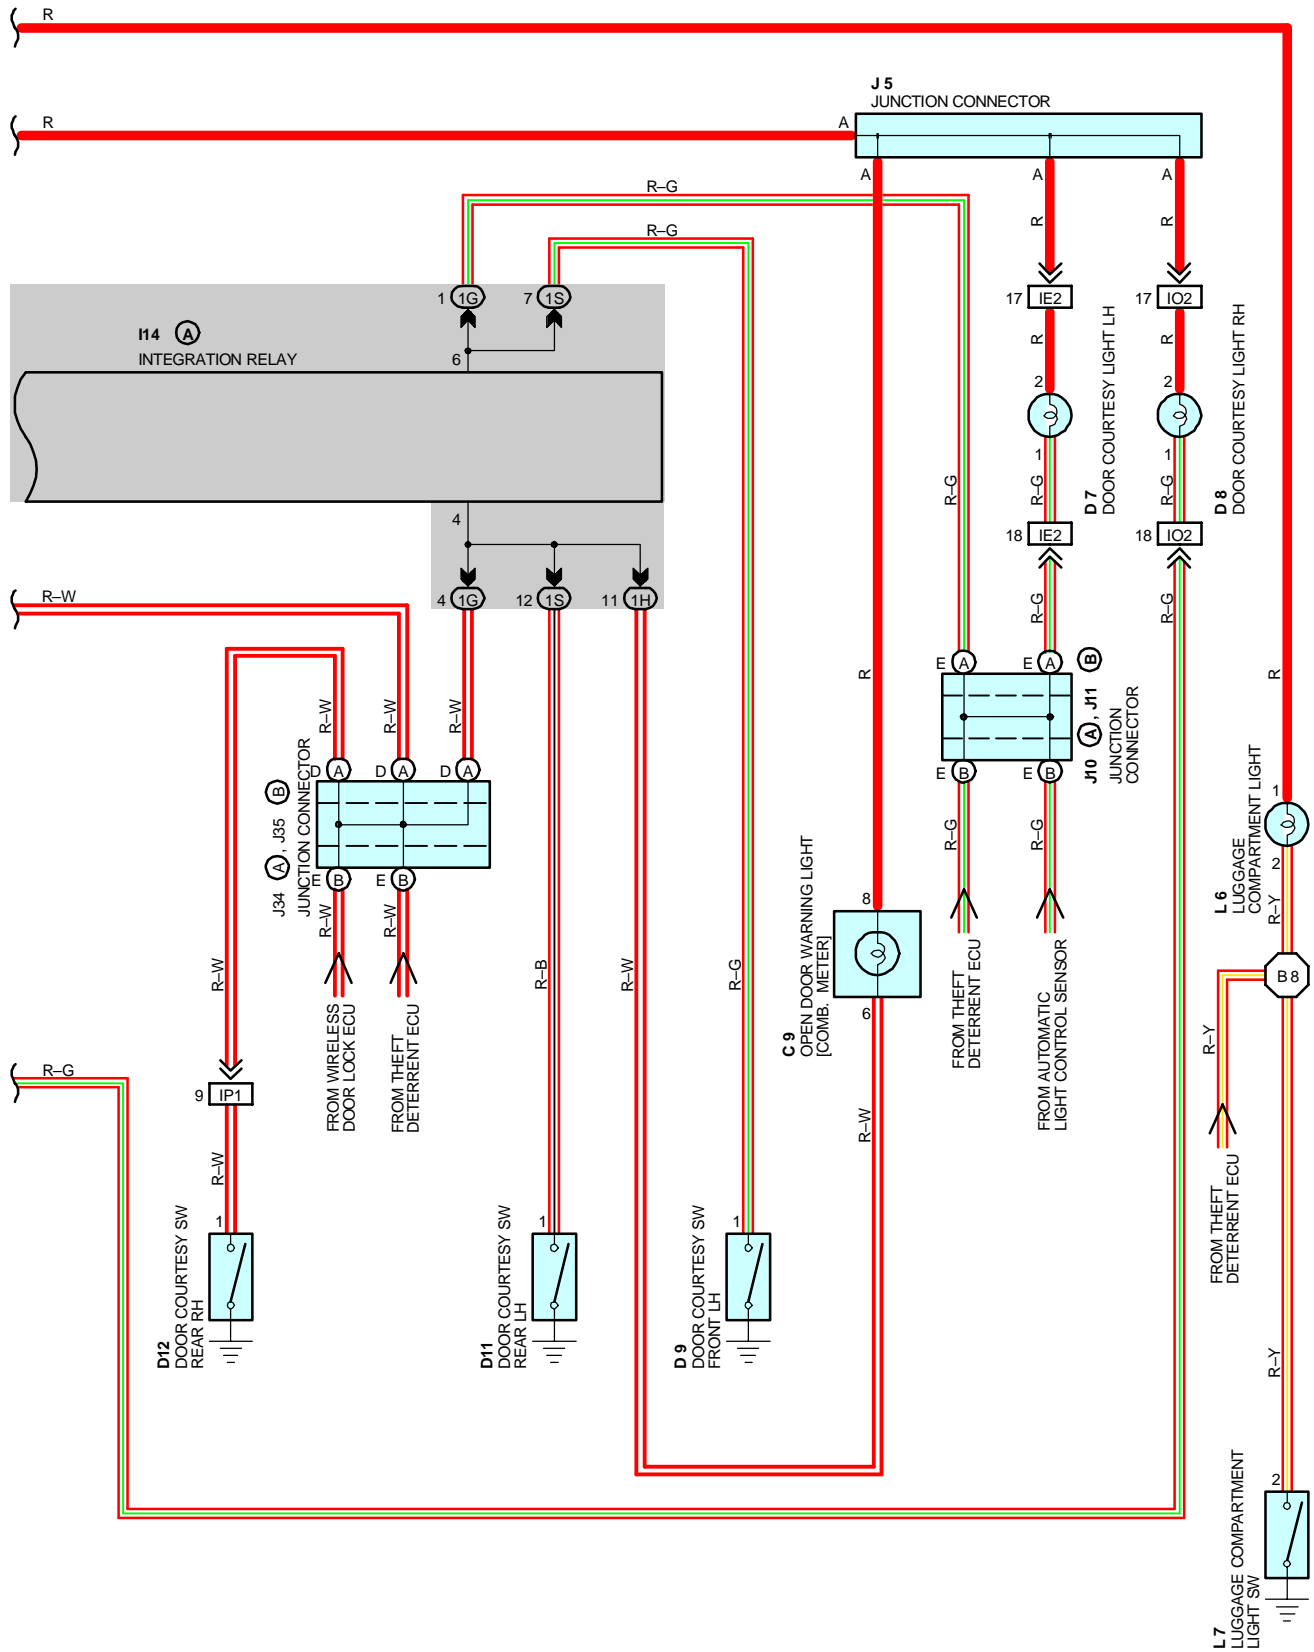 R
J 5
JUNCTION CONNECTOR
R
A
A
A
A
R–G
R–G
R
R
1 1G
7 1S
17 IE2
17 IO2
I14 A
INTEGRATION RELAY
6
R
R
2
2
1
1
D 7
DOOR COURTESY LIGHT LH
D 8
DOOR COURTESY LIGHT RH
R–G
R–G
R–G
4
18 IE2
18 IO2
R–W
4 1G
12 1S
11 1H
R–G
R–G
R
E A
E A
R
J10 A , J11 B
JUNCTION
CONNECTOR
R–W
R–W
R–W
D A
D A
D A
J34 A , J35 B
JUNCTION CONNECTOR
E B
E B
E B
E B
R–G
R–G
1
2
L 6
LUGGAGE
COMPARTMENT LIGHT
R–W
R–W
8
C 9
OPEN DOOR WARNING LIGHT
[COMB. METER]
6
R–Y
B 8
R–W
R–B
R–W
R–G
FROM WIRELESS
DOOR LOCK ECU
FROM THEFT
DETERRENT ECU
FROM THEFT
DETERRENT ECU
FROM AUTOMATIC
LIGHT CONTROL SENSOR
R–Y
R–G
9 IP1
R–W
R–W
FROM THEFT
DETERRENT ECU
1
1
1
D12
DOOR COURTESY SW
REAR RH
D11
DOOR COURTESY SW
REAR LH
D 9
DOOR COURTESY SW
FRONT LH
R–Y
2
L 7
LUGGAGE COMPARTMENT
LIGHT SW